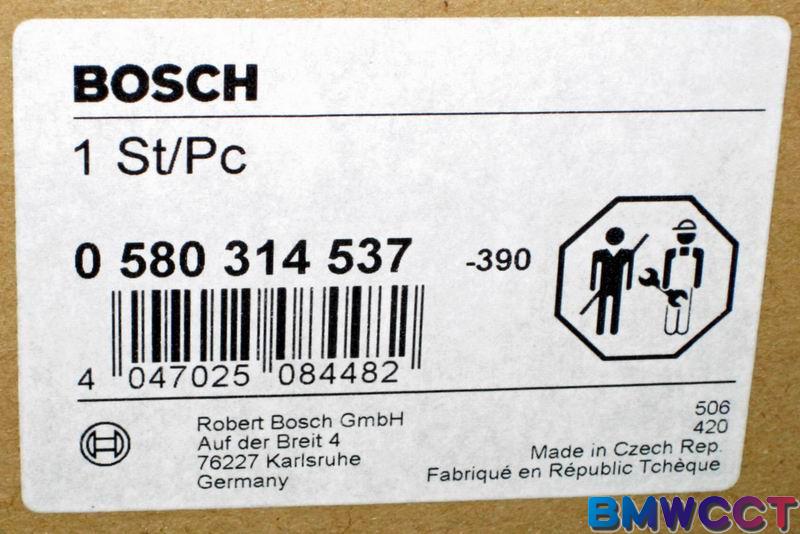 BOSCH
1 St/Pc
0 580 314 537 -390
4 047025 084482
Robert Bosch GmbH
Auf der Breit 4
76227 Karlsruhe
Germany
506
420
Made in Czech Rep.
Fabriqué en République Tchèque
BMWCCT